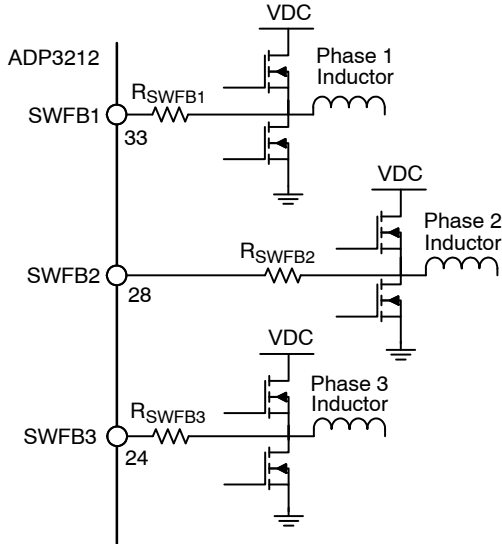 VDC
ADP3212
Phase 1
Inductor
RSWFB1
SWFB1
33
VDC
Phase 2
Inductor
RSWFB2
SWFB2
28
VDC
Phase 3
Inductor
RSWFB3
SWFB3
24